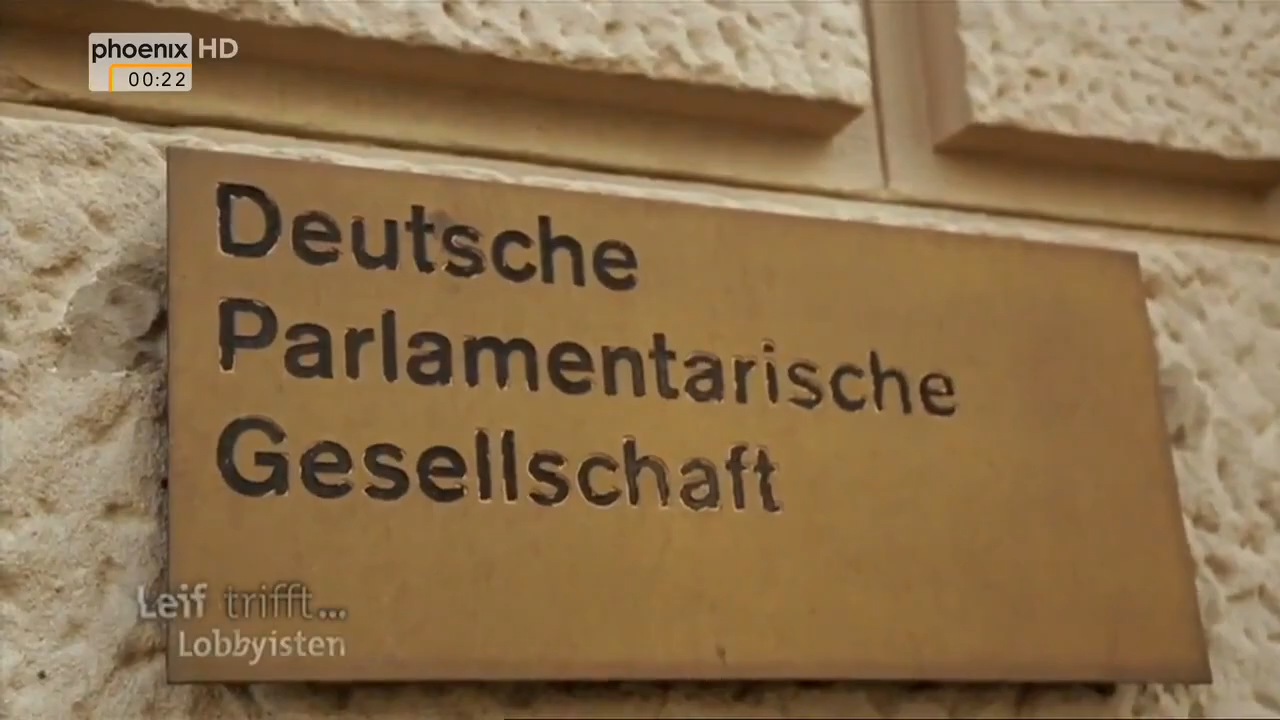 phoenix HD
00:22
Deutsche
Parlamentarische
Gesellschaft
Leif trifft...
Lobbyisten